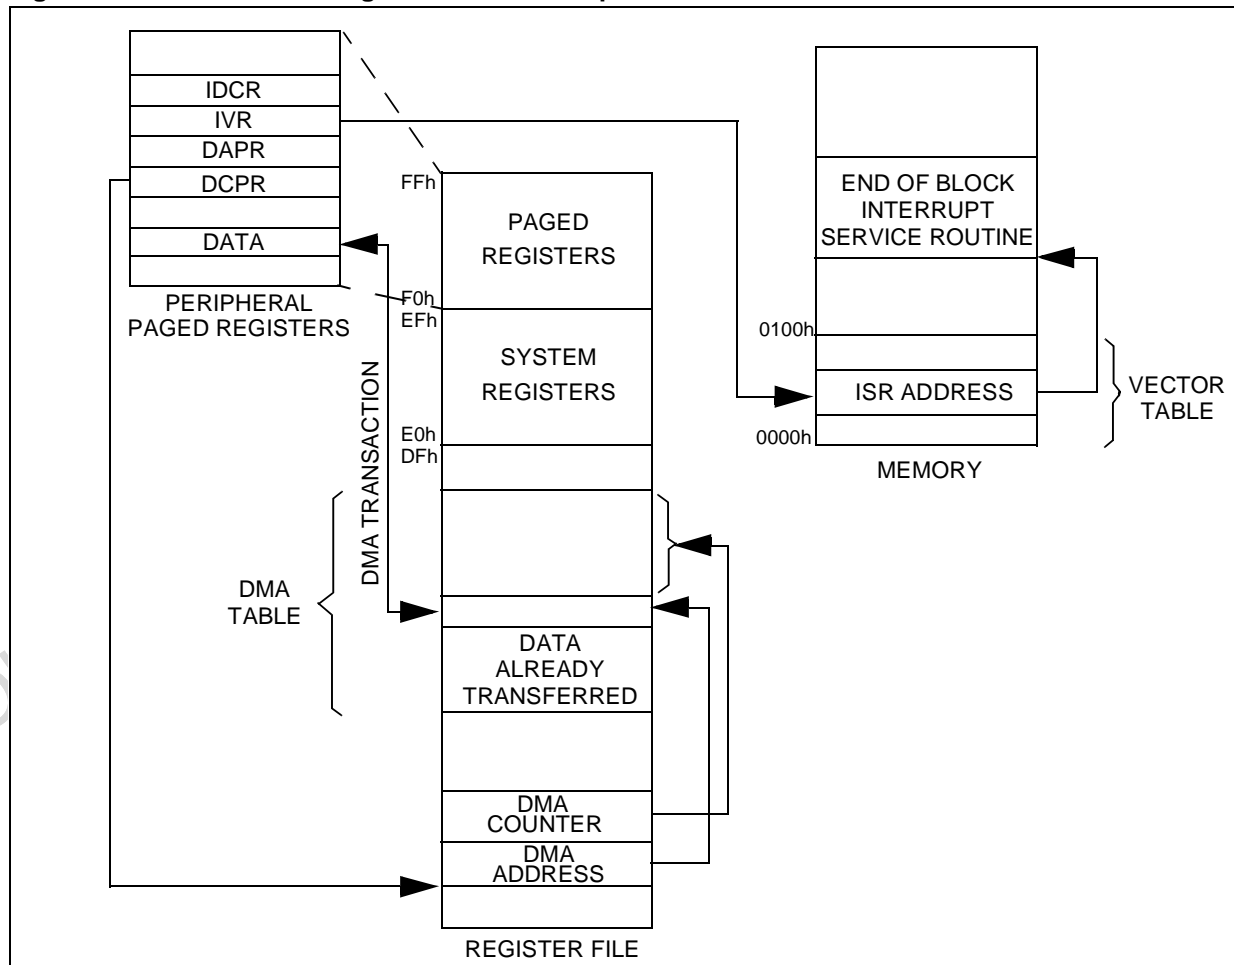 IDCR
IVR
DAPR
DCPR
DATA
PERIPHERAL
PAGED REGISTERS
DMA TRANSACTION
DMA
TABLE
FFh
F0h
EFh
E0h
DFh
PAGED
REGISTERS
SYSTEM
REGISTERS
DATA
ALREADY
TRANSFERRED
DMA
COUNTER
DMA
ADDRESS
REGISTER FILE
END OF BLOCK
INTERRUPT
SERVICE ROUTINE
0100h
ISR ADDRESS
0000h
MEMORY
VECTOR
TABLE